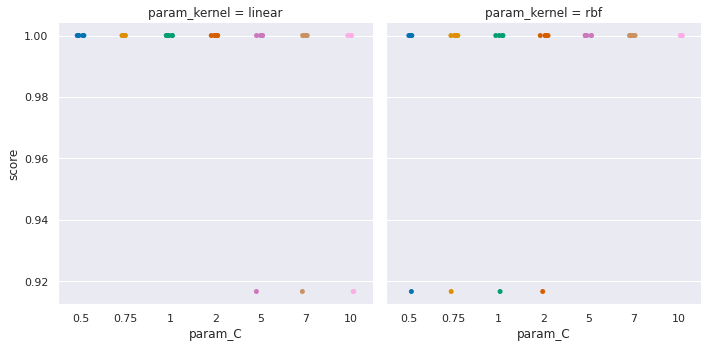 param_kernel = linear
param_kernel = rbf
1.00
0.98
0.96
0.94
0.92
score
0.5 0.75 1 2 5 7 10
0.5 0.75 1 2 5 7 10
param_C
param_C